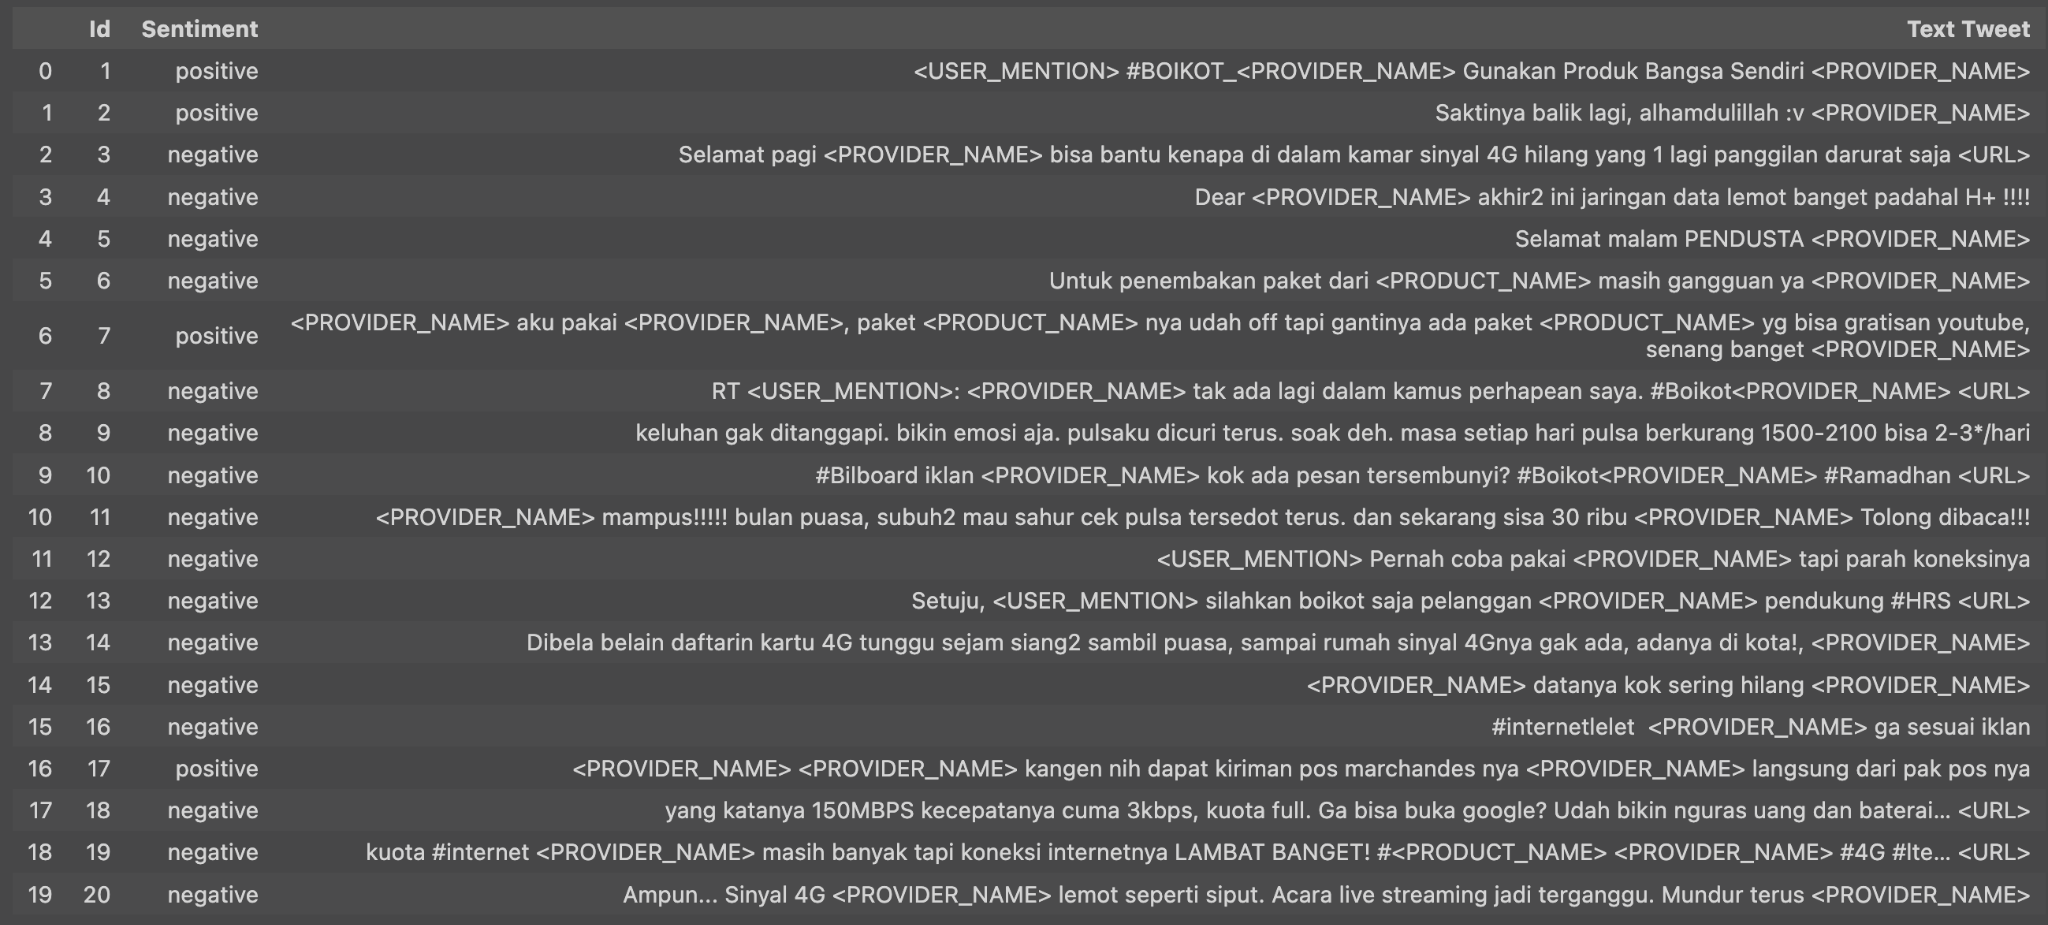 Id Sentiment Text Tweet
0 1 positive <USER_MENTION> #BOIKOT_<PROVIDER_NAME> Gunakan Produk Bangsa Sendiri <PROVIDER_NAME>
1 2 positive Saktinya balik lagi, alhamdulillah :v <PROVIDER_NAME>
2 3 negative Selamat pagi <PROVIDER_NAME> bisa bantu kenapa di dalam kamar sinyal 4G hilang yang 1 lagi panggilan darurat saja <URL>
3 4 negative Dear <PROVIDER_NAME> akhir2 ini jaringan data lemot banget padahal H+ !!!!
4 5 negative Selamat malam PENDUSTA <PROVIDER_NAME>
5 6 negative Untuk penembakan paket dari <PRODUCT_NAME> masih gangguan ya <PROVIDER_NAME>
6 7 positive <PROVIDER_NAME> aku pakai <PROVIDER_NAME>, paket <PRODUCT_NAME> nya udah off tapi gantinya ada paket <PRODUCT_NAME> yg bisa gratisan youtube,
senang banget <PROVIDER_NAME>
7 8 negative RT <USER_MENTION>: <PROVIDER_NAME> tak ada lagi dalam kamus perhapean saya. #Boikot<PROVIDER_NAME> <URL>
8 9 negative keluhan gak ditanggapi. bikin emosi aja. pulsaku dicuri terus. soak deh. masa setiap hari pulsa berkurang 1500-2100 bisa 2-3*/hari
9 10 negative #Bilboard iklan <PROVIDER_NAME> kok ada pesan tersembunyi? #Boikot<PROVIDER_NAME> #Ramadhan <URL>
10 11 negative <PROVIDER_NAME> mampus!!!!! bulan puasa, subuh2 mau sahur cek pulsa tersedot terus. dan sekarang sisa 30 ribu <PROVIDER_NAME> Tolong dibaca!!!
11 12 negative <USER_MENTION> Pernah coba pakai <PROVIDER_NAME> tapi parah koneksinya
12 13 negative Setuju, <USER_MENTION> silahkan boikot saja pelanggan <PROVIDER_NAME> pendukung #HRS <URL>
13 14 negative Dibela belain daftarin kartu 4G tunggu sejam siang2 sambil puasa, sampai rumah sinyal 4Gnya gak ada, adanya di kota!, <PROVIDER_NAME>
14 15 negative <PROVIDER_NAME> datanya kok sering hilang <PROVIDER_NAME>
15 16 negative #internetlelet <PROVIDER_NAME> ga sesuai iklan
16 17 positive <PROVIDER_NAME> <PROVIDER_NAME> kangen nih dapat kiriman pos marchandes nya <PROVIDER_NAME> langsung dari pak pos nya
17 18 negative yang katanya 150MBPS kecepatanya cuma 3kbps, kuota full. Ga bisa buka google? Udah bikin nguras uang dan baterai... <URL>
18 19 negative kuota #internet <PROVIDER_NAME> masih banyak tapi koneksi internetnya LAMBAT BANGET! #<PRODUCT_NAME> <PROVIDER_NAME> #4G #lte... <URL>
19 20 negative Ampun... Sinyal 4G <PROVIDER_NAME> lemot seperti siput. Acara live streaming jadi terganggu. Mundur terus <PROVIDER_NAME>